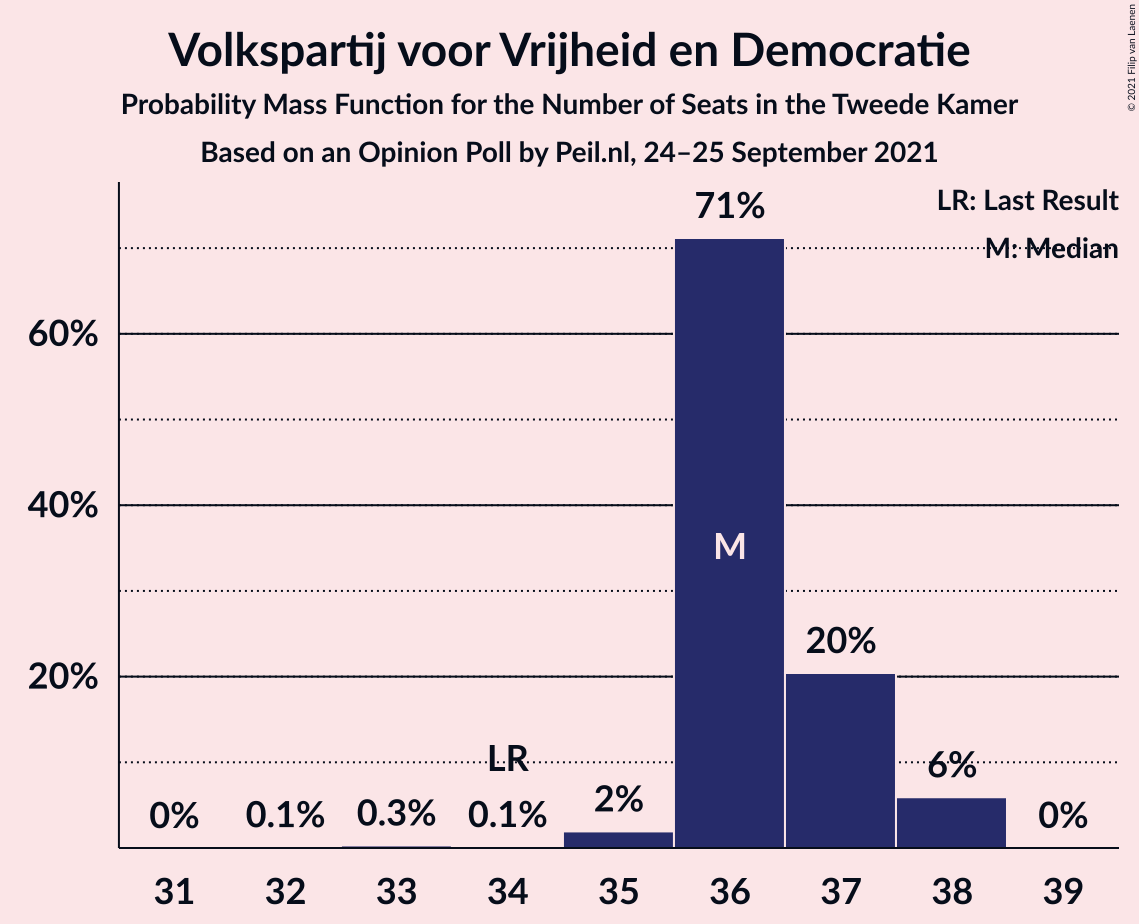 Volkspartij voor Vrijheid en Democratie
Probability Mass Function for the Number of Seats in the Tweede Kamer
Based on an Opinion Poll by Peil.nl, 24–25 September 2021
© 2021 Filip van Laenen
LR: Last Result
M: Median
71%
60%
40%
M
20%
20%
LR
6%
2%
0%
0.1%
0.3%
0.1%
0%
31 32 33 34 35 36 37 38 39